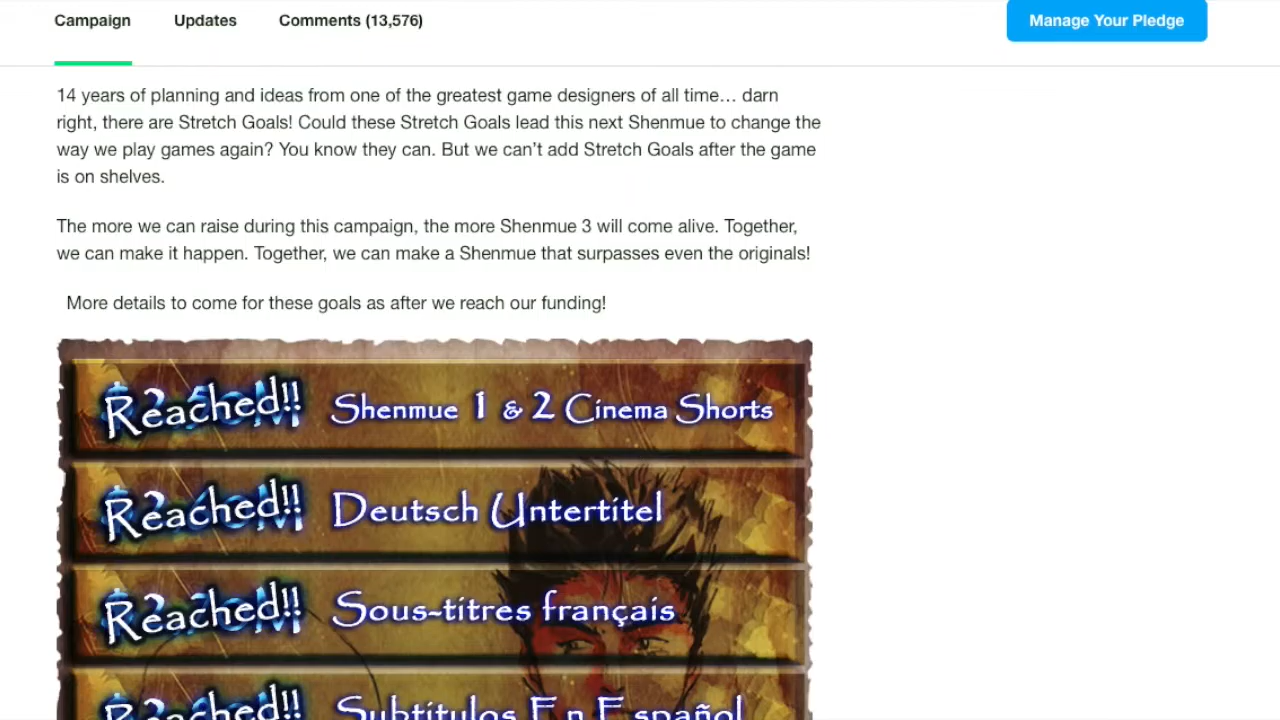 Campaign Updates Comments (13,576) Manage Your Pledge
14 years of planning and ideas from one of the greatest game designers of all time… darn
right, there are Stretch Goals! Could these Stretch Goals lead this next Shenmue to change the
way we play games again? You know they can. But we can’t add Stretch Goals after the game
is on shelves.
The more we can raise during this campaign, the more Shenmue 3 will come alive. Together,
we can make it happen. Together, we can make a Shenmue that surpasses even the originals!
More details to come for these goals as after we reach our funding!
Reached!! Shenmue 1 & 2 Cinema Shorts
Reached!! Deutsch Untertitel
Reached!! Sous-titres français
Reached!! Subtitulos En Español